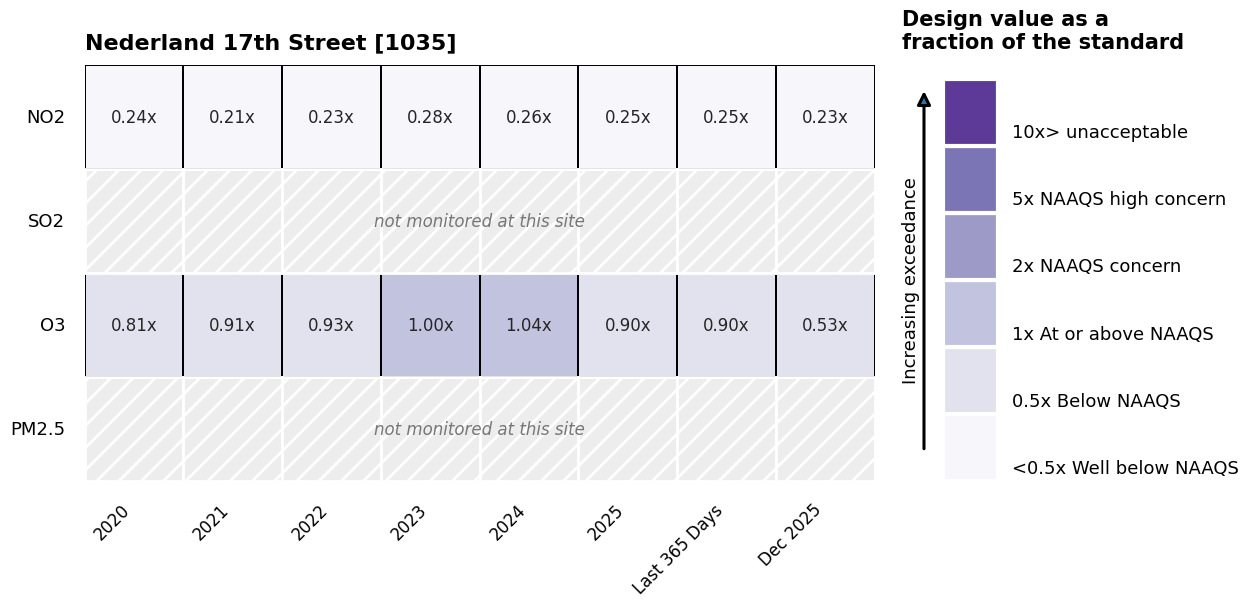 Nederland 17th Street [1035]
NO2 0.24x 0.21x 0.23x 0.28x 0.26x 0.25x 0.25x 0.23x
SO2 not monitored at this site
O3 0.81x 0.91x 0.93x 1.00x 1.04x 0.90x 0.90x 0.53x
PM2.5 not monitored at this site
2020 2021 2022 2023 2024 2025 Last 365 Days Dec 2025
Design value as a
fraction of the standard
Increasing exceedance
10x> unacceptable
5x NAAQS high concern
2x NAAQS concern
1x At or above NAAQS
0.5x Below NAAQS
<0.5x Well below NAAQS